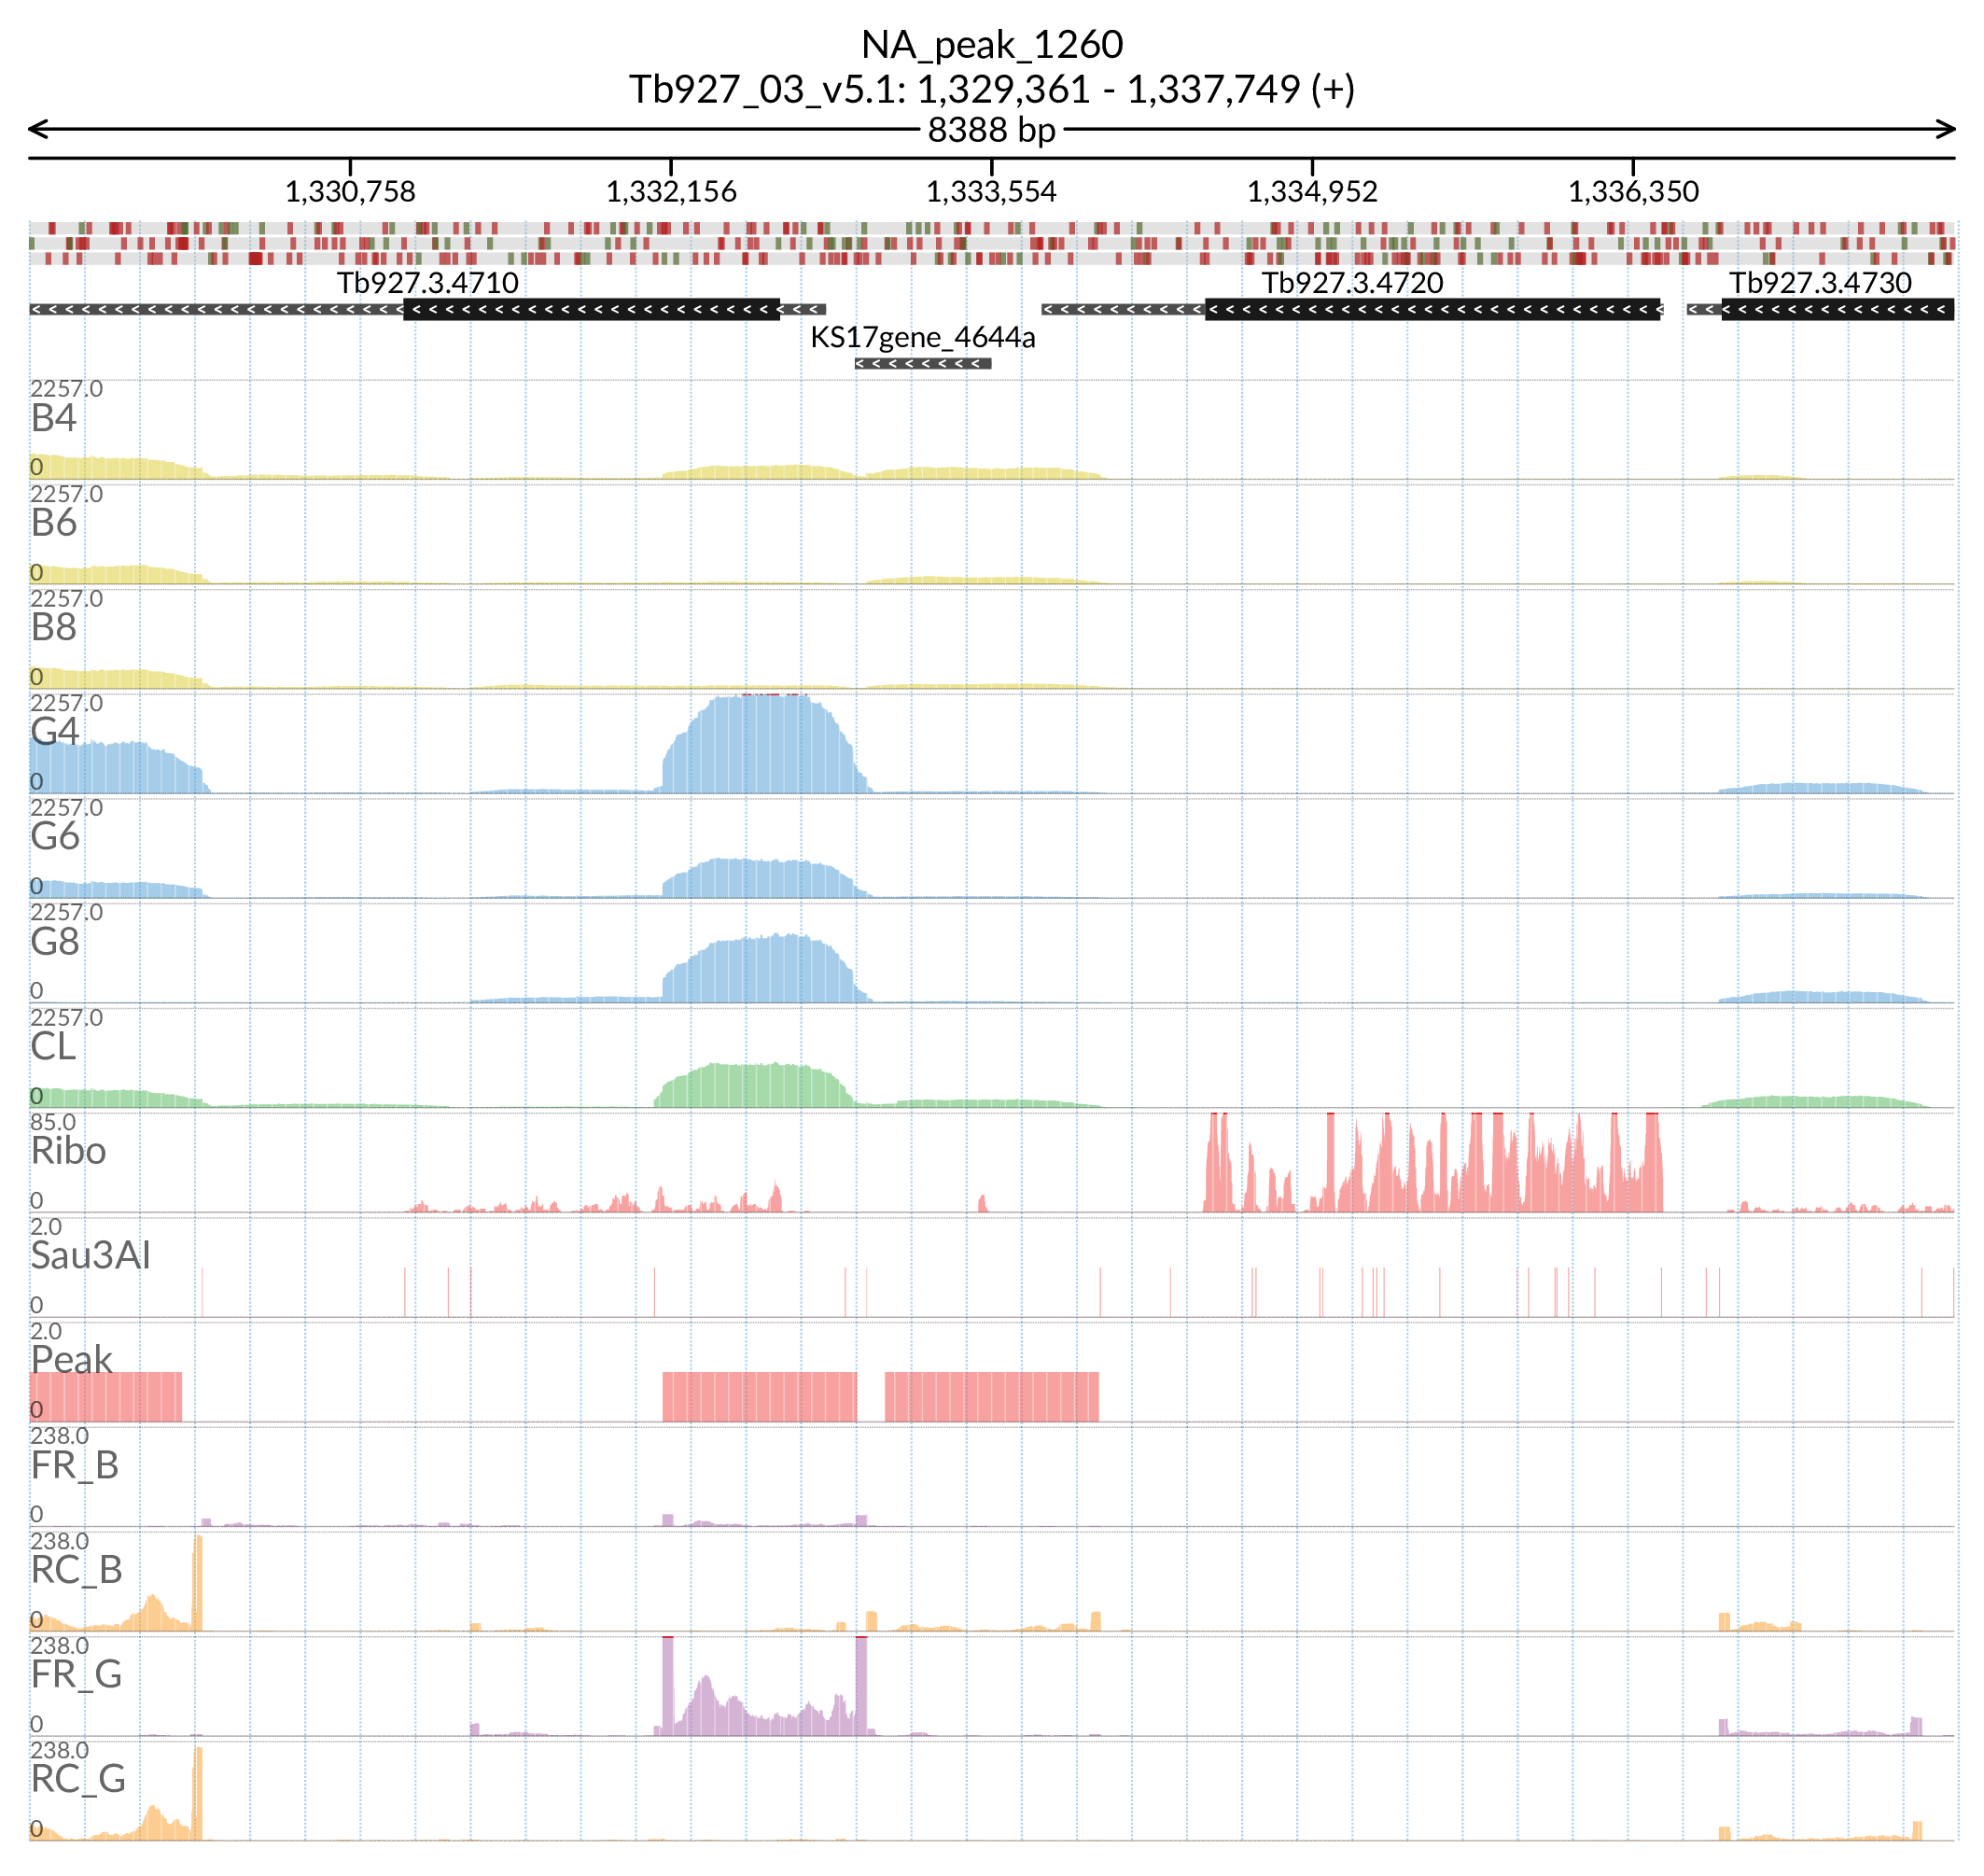 NA_peak_1260
Tb927_03_v5.1: 1,329,361 - 1,337,749 (+)
8388 bp
1,330,758 1,332,156 1,333,554 1,334,952 1,336,350
Tb927.3.4710 Tb927.3.4720 Tb927.3.4730
KS17gene_4644a
2257.0
B4
0
2257.0
B6
0
2257.0
B8
0
2257.0
G4
0
2257.0
G6
0
2257.0
G8
0
2257.0
CL
0
85.0
Ribo
0
2.0
Sau3AI
0
2.0
Peak
0
238.0
FR_B
0
238.0
RC_B
0
238.0
FR_G
0
238.0
RC_G
0